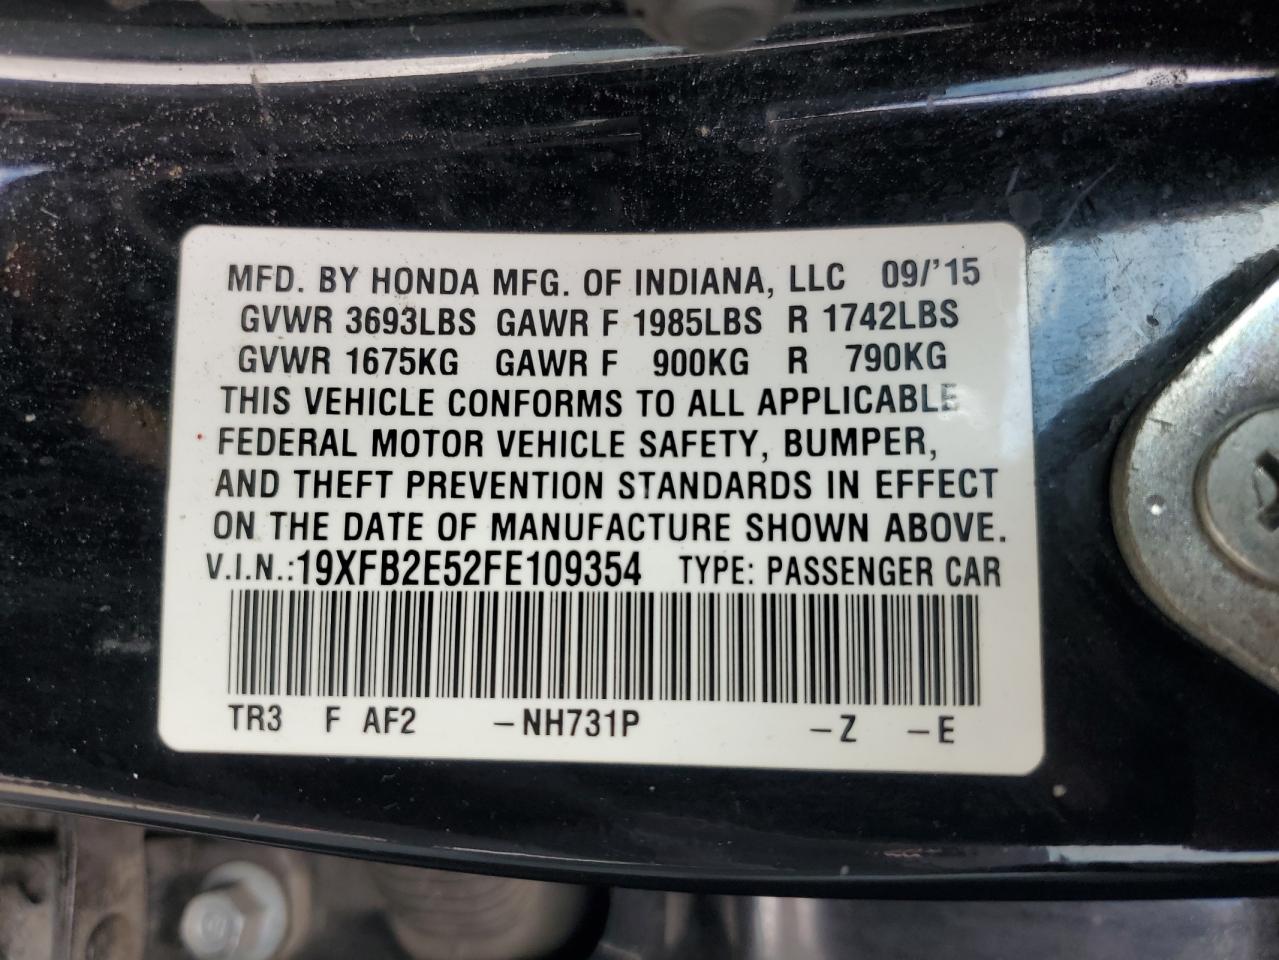 MFD. BY HONDA MFG. OF INDIANA, LLC 09/'15
GVWR 3693LBS GAWR F 1985LBS R 1742LBS
GVWR 1675KG GAWR F 900KG R 790KG
THIS VEHICLE CONFORMS TO ALL APPLICABLE
FEDERAL MOTOR VEHICLE SAFETY, BUMPER,
AND THEFT PREVENTION STANDARDS IN EFFECT
ON THE DATE OF MANUFACTURE SHOWN ABOVE.
V.I.N.:19XFB2E52FE109354 TYPE: PASSENGER CAR
TR3 F AF2 -NH731P -Z -E